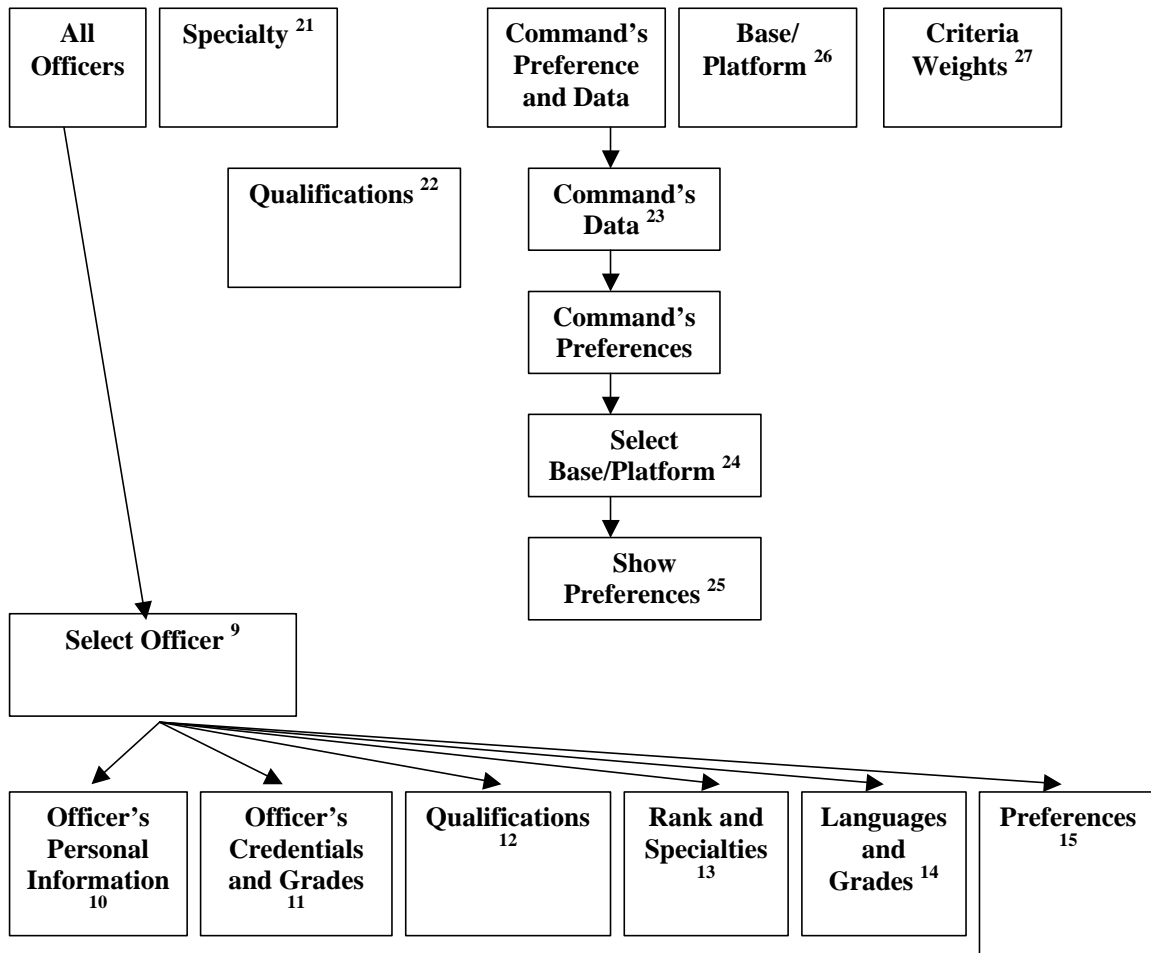 All
Officers
Specialty 21
Command's
Preference
and Data
Base/
Platform 26
Criteria
Weights 27
Qualifications 22
Command's
Data 23
Command's
Preferences
Select
Base/Platform 24
Show
Preferences 25
Select Officer 9
Officer's
Personal
Information
10
Officer's
Credentials
and Grades
11
Qualifications
12
Rank and
Specialties
13
Languages
and
Grades 14
Preferences
15